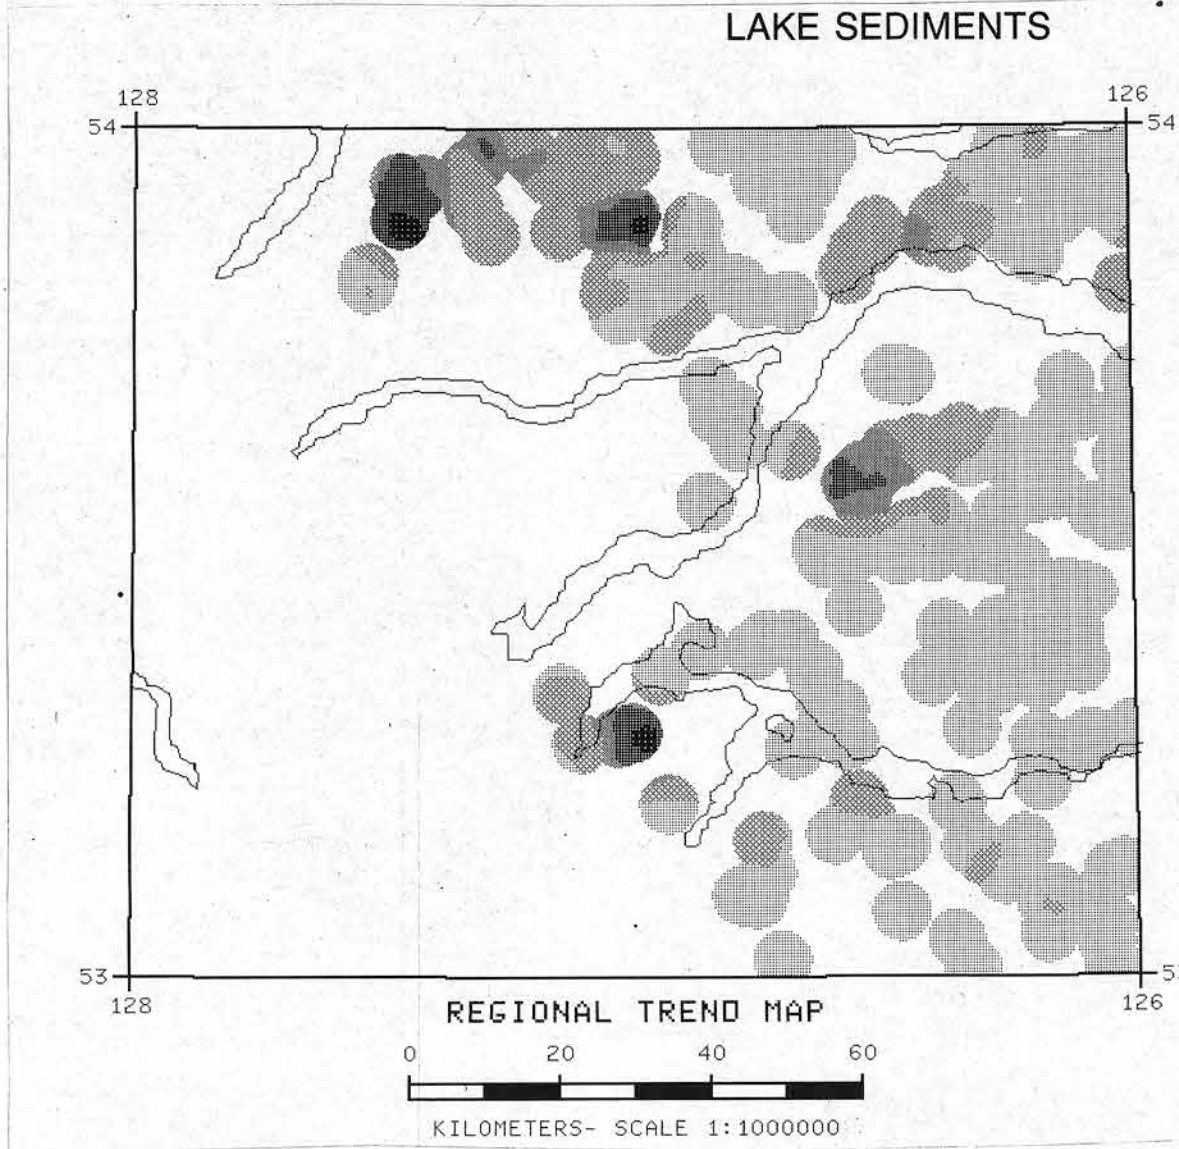 LAKE SEDIMENTS
128
126
54
54
53
53
128
126
REGIONAL TREND MAP
0 20 40 60
KILOMETERS- SCALE 1:1000000